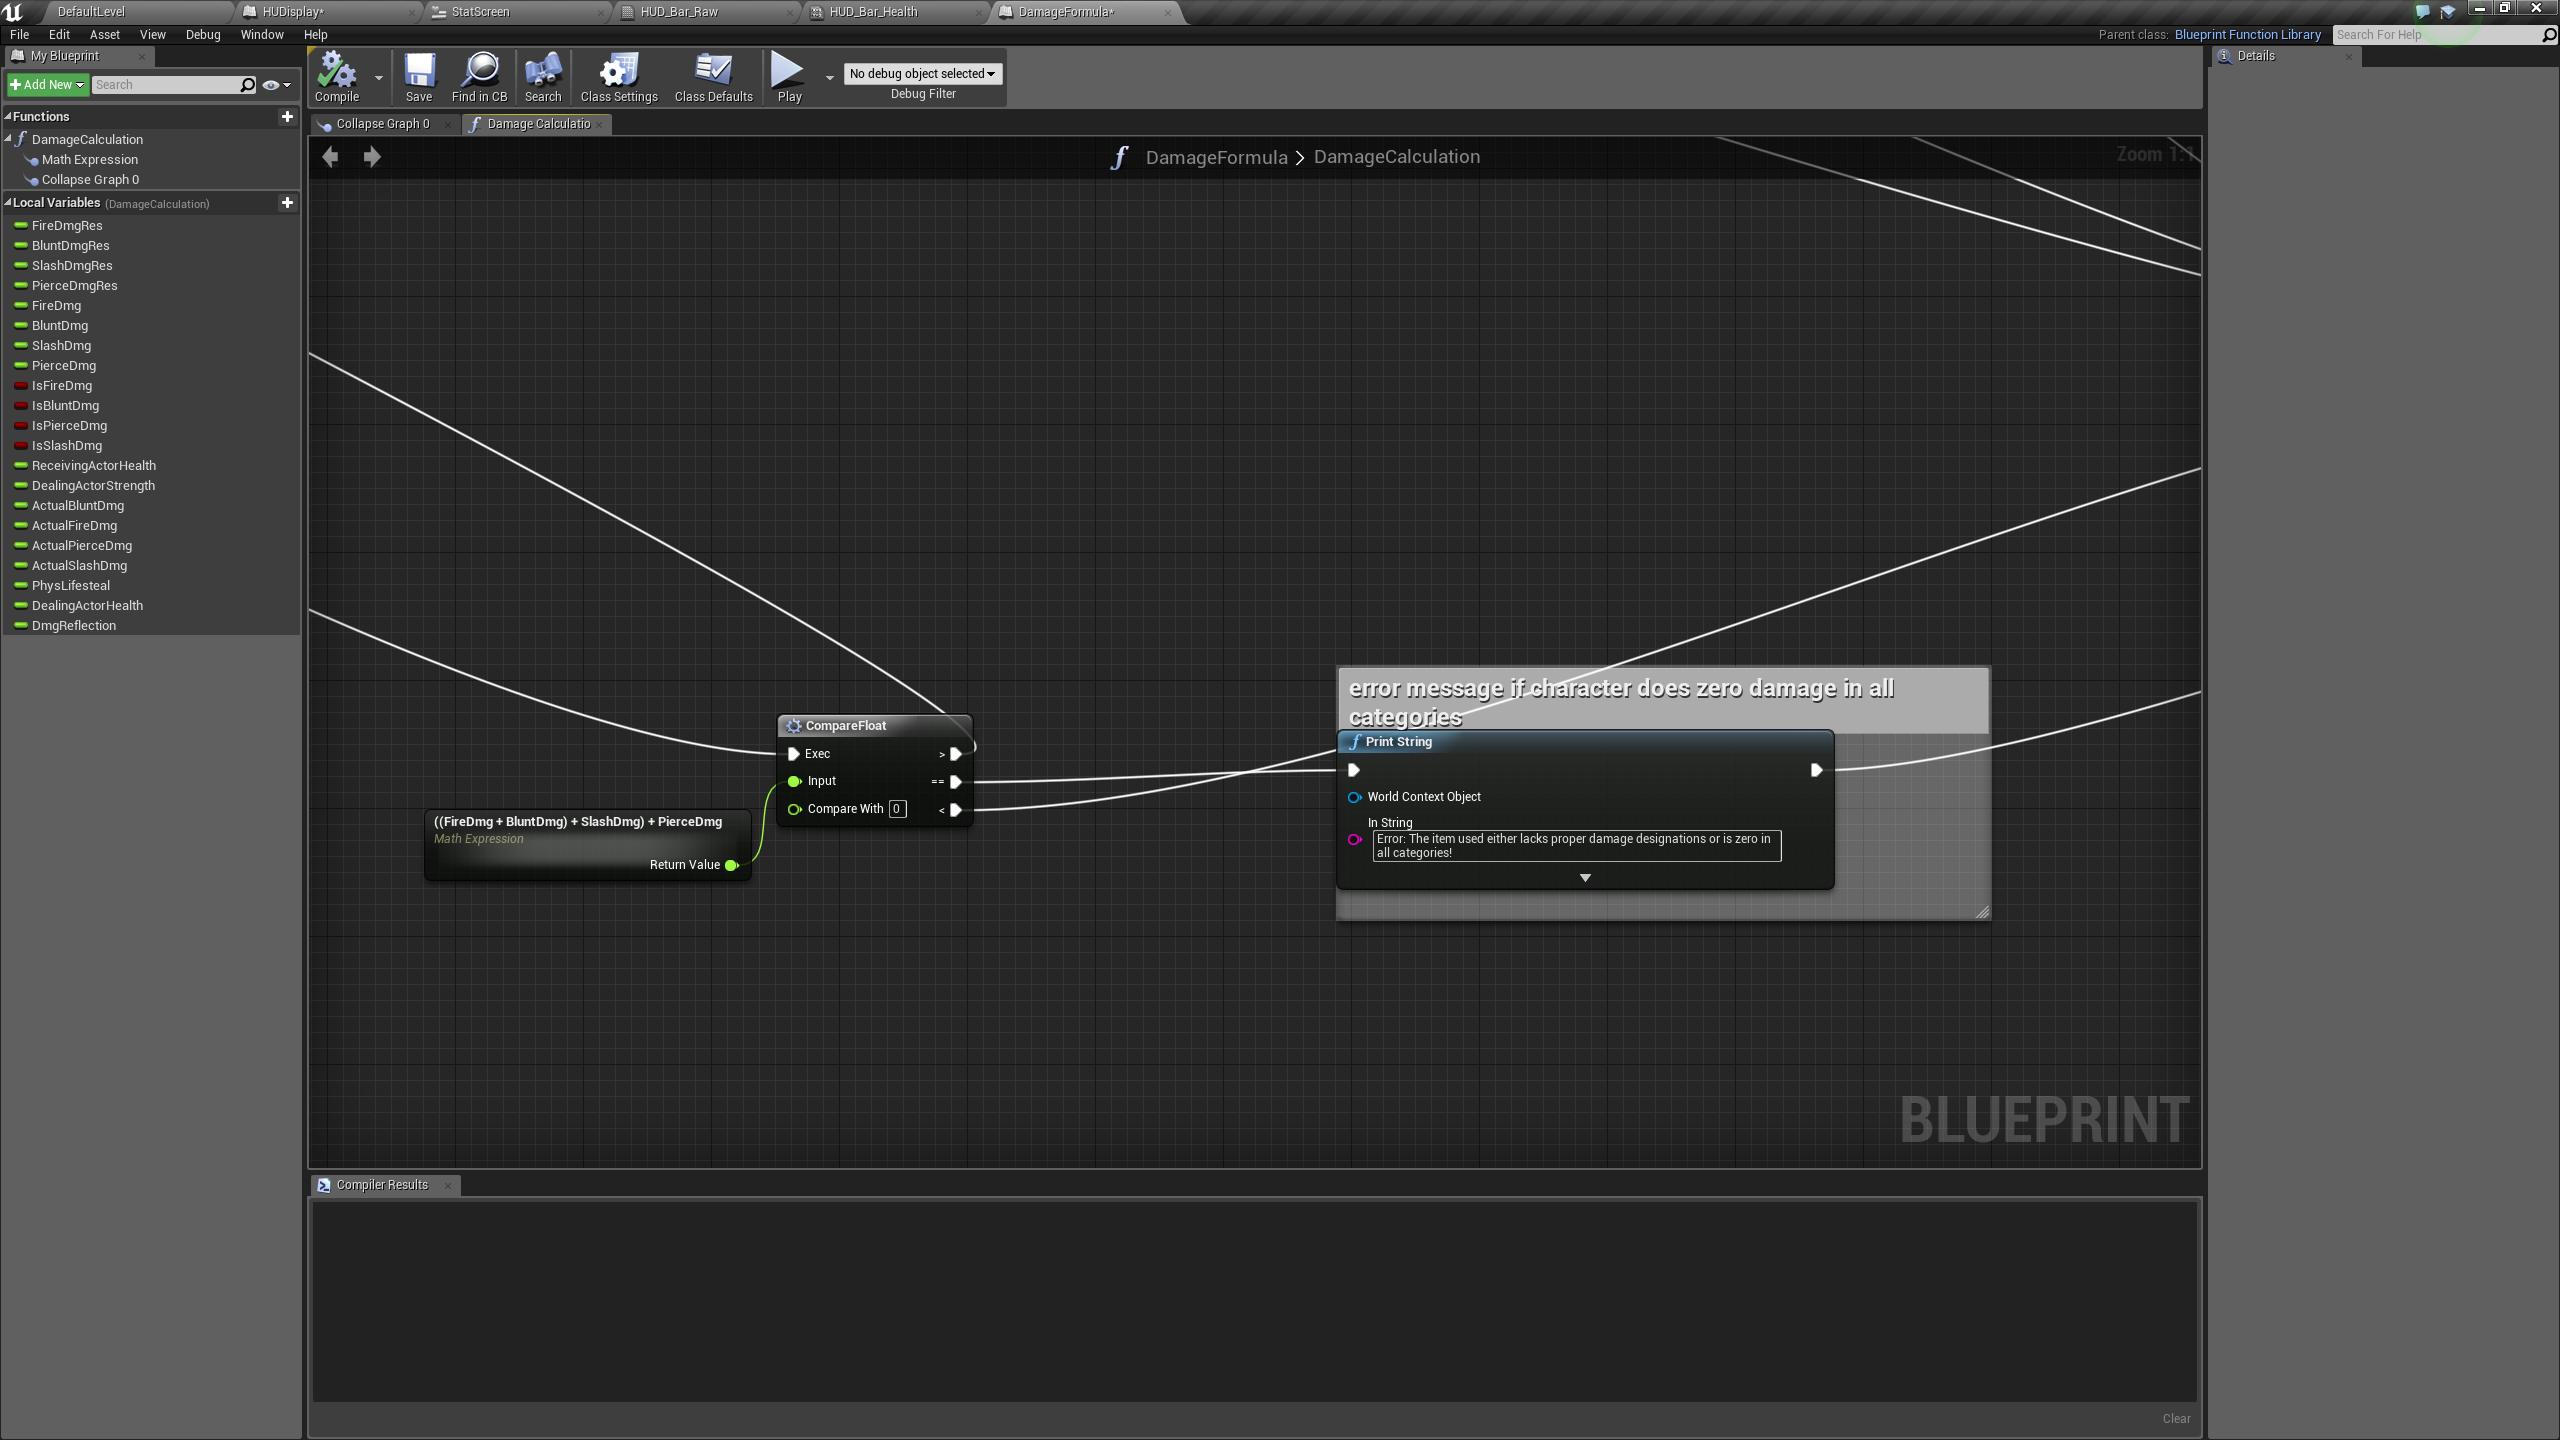 DefaultLevel
HUDisplay*
StatScreen
HUD_Bar_Raw
HUD_Bar_Health
DamageFormula*
File Edit Asset View Debug Window Help
Parent class: Blueprint Function Library
Search For Help
My Blueprint
Details
Add New
Search
Compile
Save
Find in CB
Search
Class Settings
Class Defaults
Play
No debug object selected
Debug Filter
Collapse Graph 0
Damage Calculatio
Functions
DamageCalculation
Math Expression
Collapse Graph 0
Local Variables (DamageCalculation)
FireDmgRes
BluntDmgRes
SlashDmgRes
PierceDmgRes
FireDmg
BluntDmg
SlashDmg
PierceDmg
IsFireDmg
IsBluntDmg
IsPierceDmg
IsSlashDmg
ReceivingActorHealth
DealingActorStrength
ActualBluntDmg
ActualFireDmg
ActualPierceDmg
ActualSlashDmg
PhysLifesteal
DealingActorHealth
DmgReflection
DamageFormula > DamageCalculation
Zoom 1:1
CompareFloat
Exec >
Input ==
Compare With 0 <
((FireDmg + BluntDmg) + SlashDmg) + PierceDmg
Math Expression
Return Value
error message if character does zero damage in all
categories
Print String
World Context Object
In String
Error: The item used either lacks proper damage designations or is zero in
all categories!
BLUEPRINT
Compiler Results
Clear